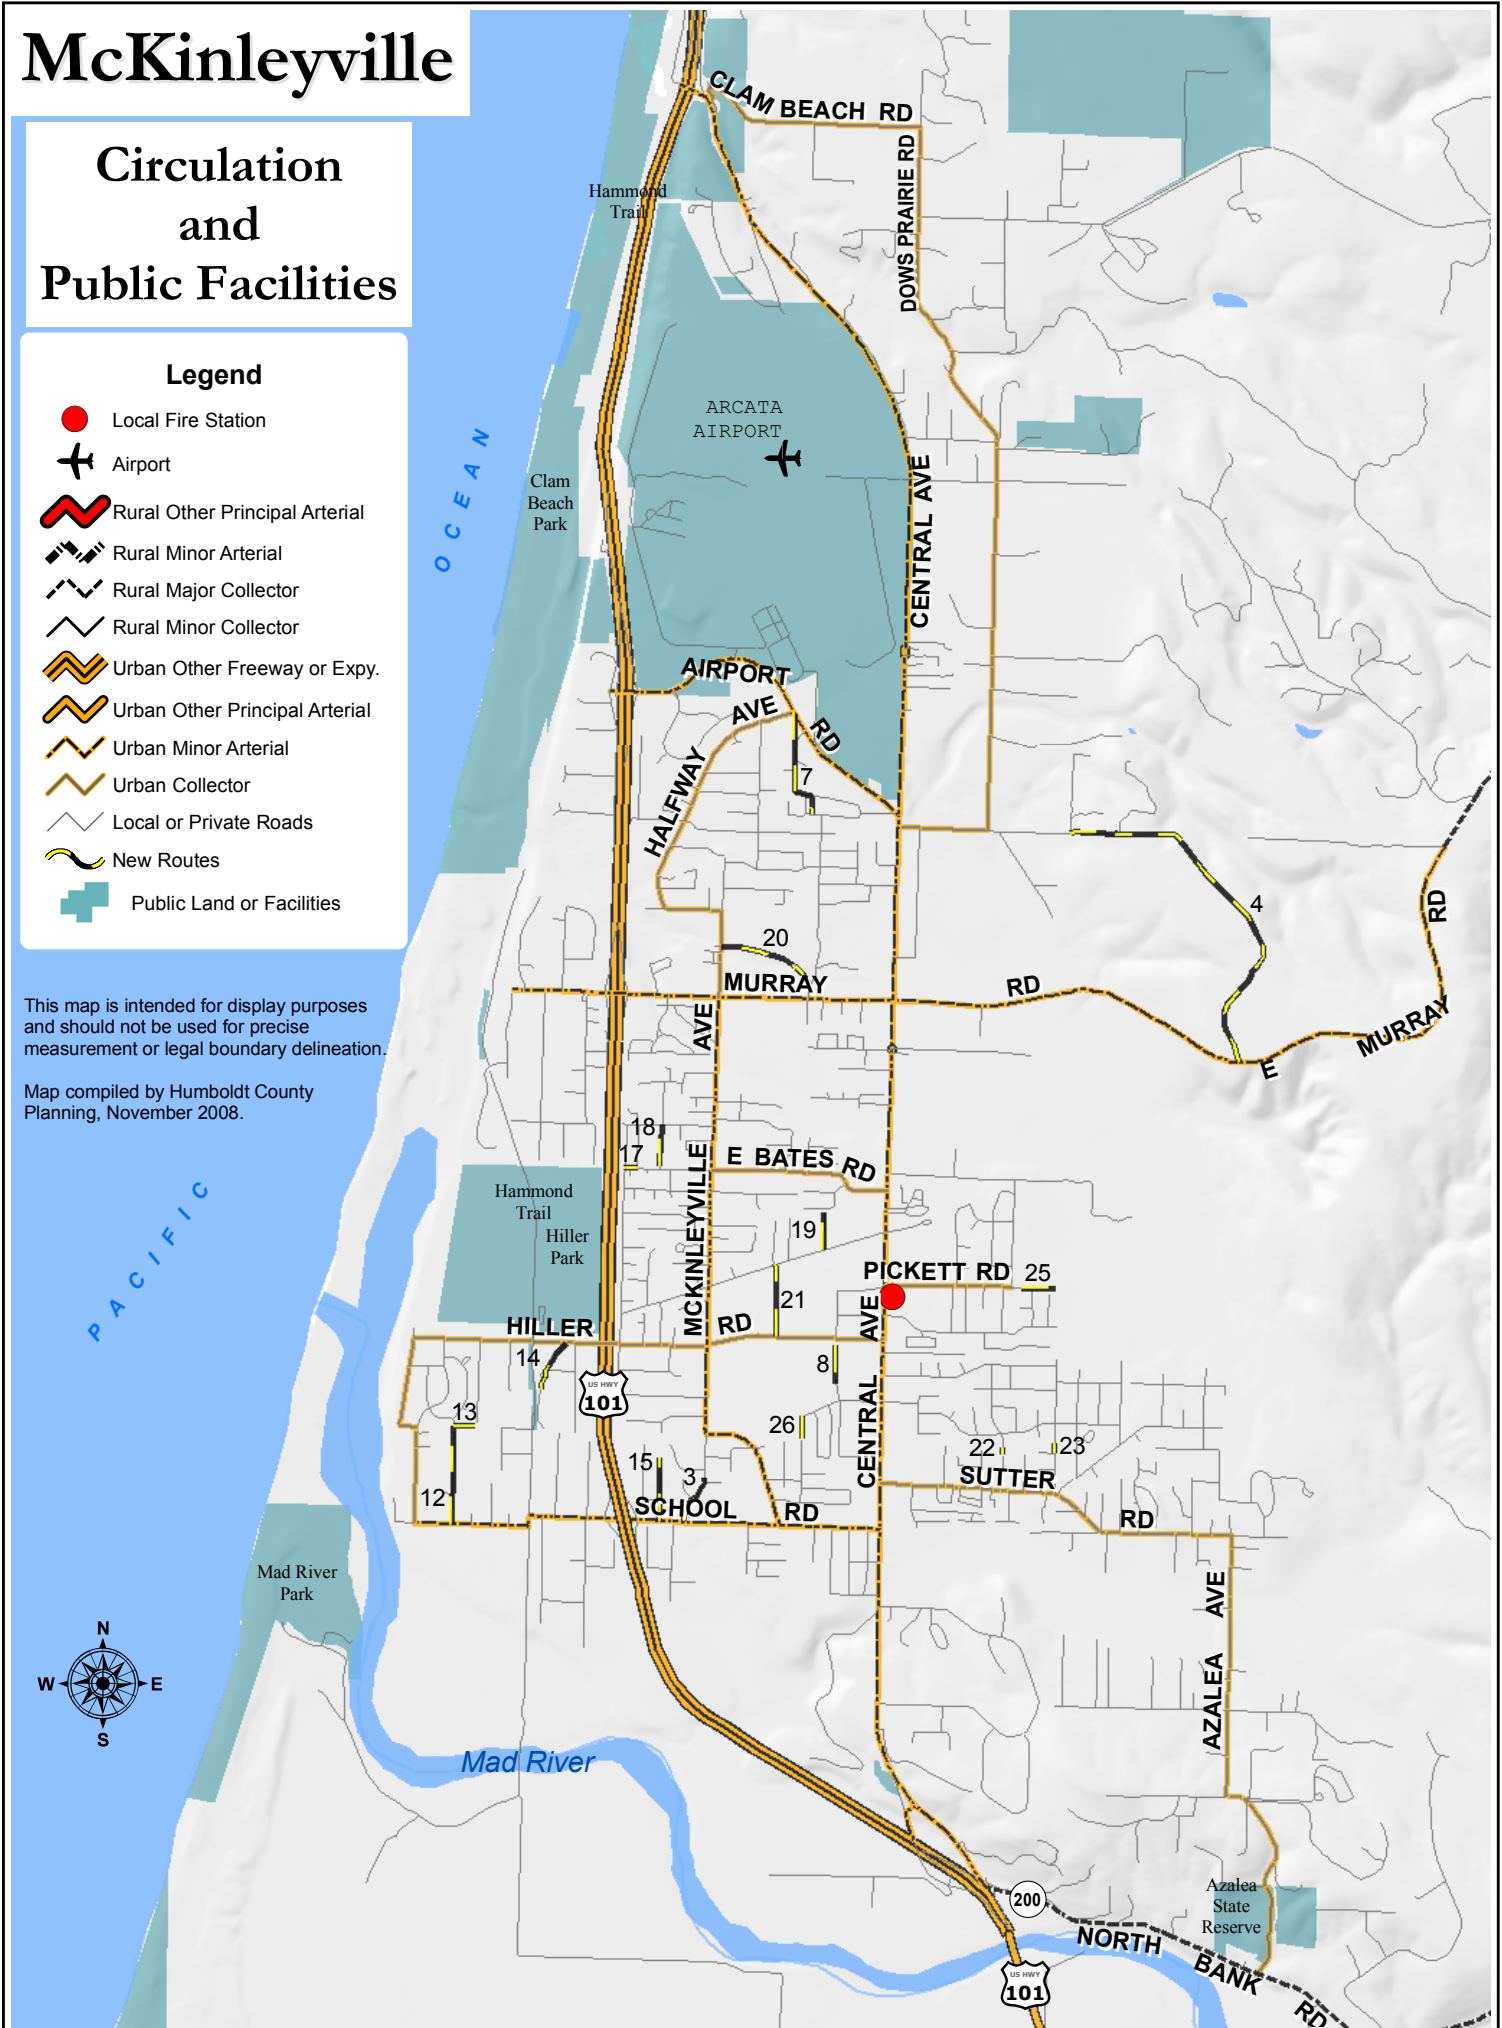 McKinleyville
Circulation
and
Public Facilities
Legend
Local Fire Station
Airport
Rural Other Principal Arterial
Rural Minor Arterial
Rural Major Collector
Rural Minor Collector
Urban Other Freeway or Expy.
Urban Other Principal Arterial
Urban Minor Arterial
Urban Collector
Local or Private Roads
New Routes
Public Land or Facilities
This map is intended for display purposes
and should not be used for precise
measurement or legal boundary delineation.
Map compiled by Humboldt County
Planning, November 2008.
CLAM BEACH RD
DOWS PRAIRIE RD
Hammond
Trail
ARCATA
AIRPORT
OCEAN
Clam
Beach
Park
CENTRAL AVE
AIRPORT
RD
HALFWAY
AVE
7
4
RD
20
MURRAY
RD
E
MURRAY
AVE
MCKINLEYVILLE
18
17
E BATES RD
PACIFIC
Hammond
Trail
Hiller
Park
19
PICKETT RD
25
21
HILLER
RD
AVE
CENTRAL
14
8
US HWY
101
13
26
22
23
15
3
12
SUTTER
RD
SCHOOL
RD
Mad River
Park
AVE
AZALEA
N
W
E
S
Mad River
200
Azalea
State
Reserve
NORTH
BANK
RD
US HWY
101